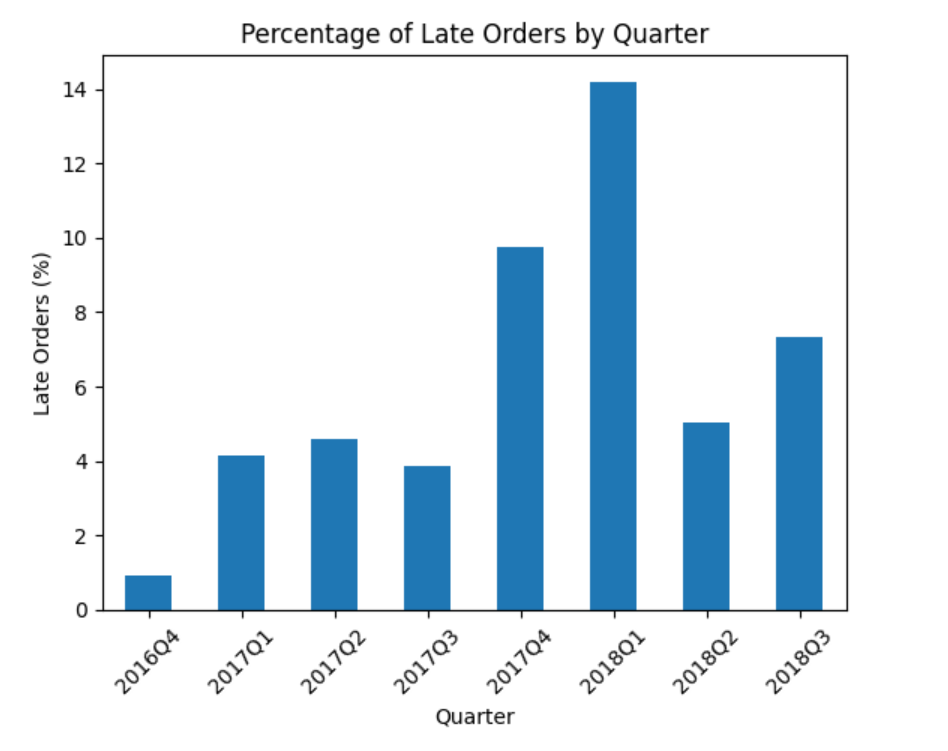 Percentage of Late Orders by Quarter
14
12
10
8
6
4
2
0
Late Orders (%)
2016Q4
2017Q1
2017Q2
2017Q3
2017Q4
2018Q1
2018Q2
2018Q3
Quarter